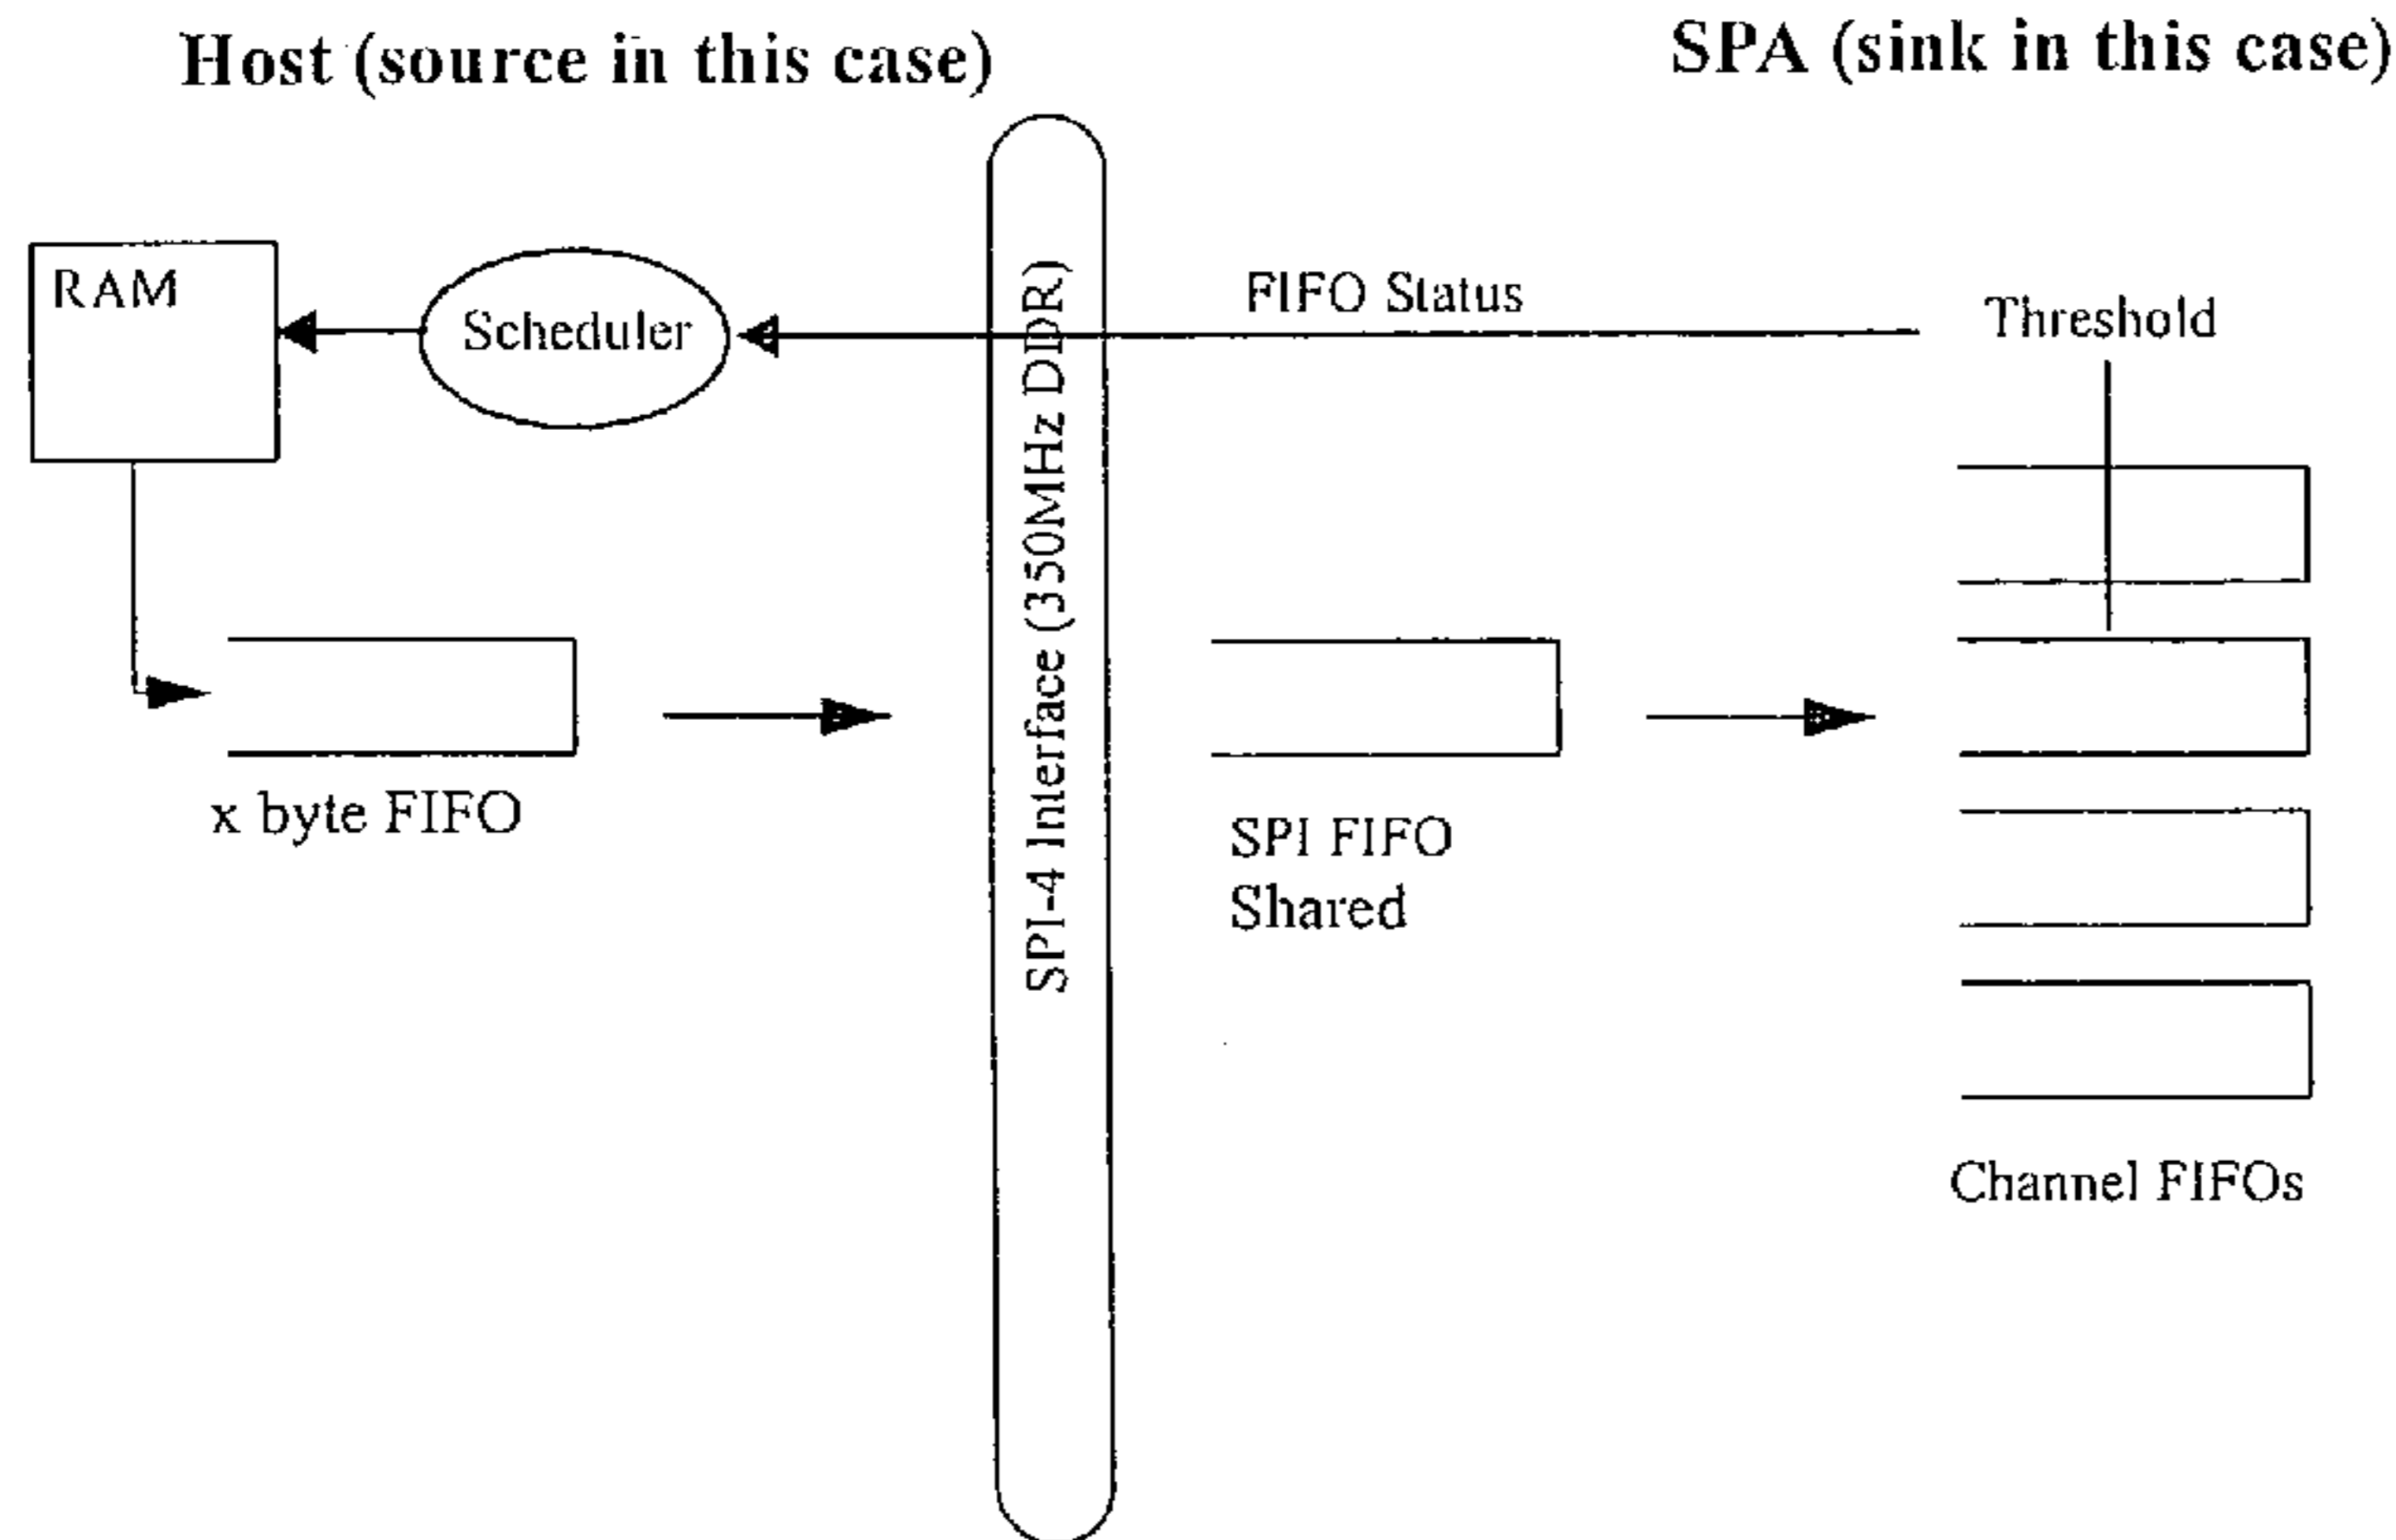 Host (source in this case)
SPA (sink in this case)
RAM
Scheduler
FIFO Status
Threshold
SPI-4 Interface (350MHz DDR)
x byte FIFO
SPI FIFO
Shared
Channel FIFOs